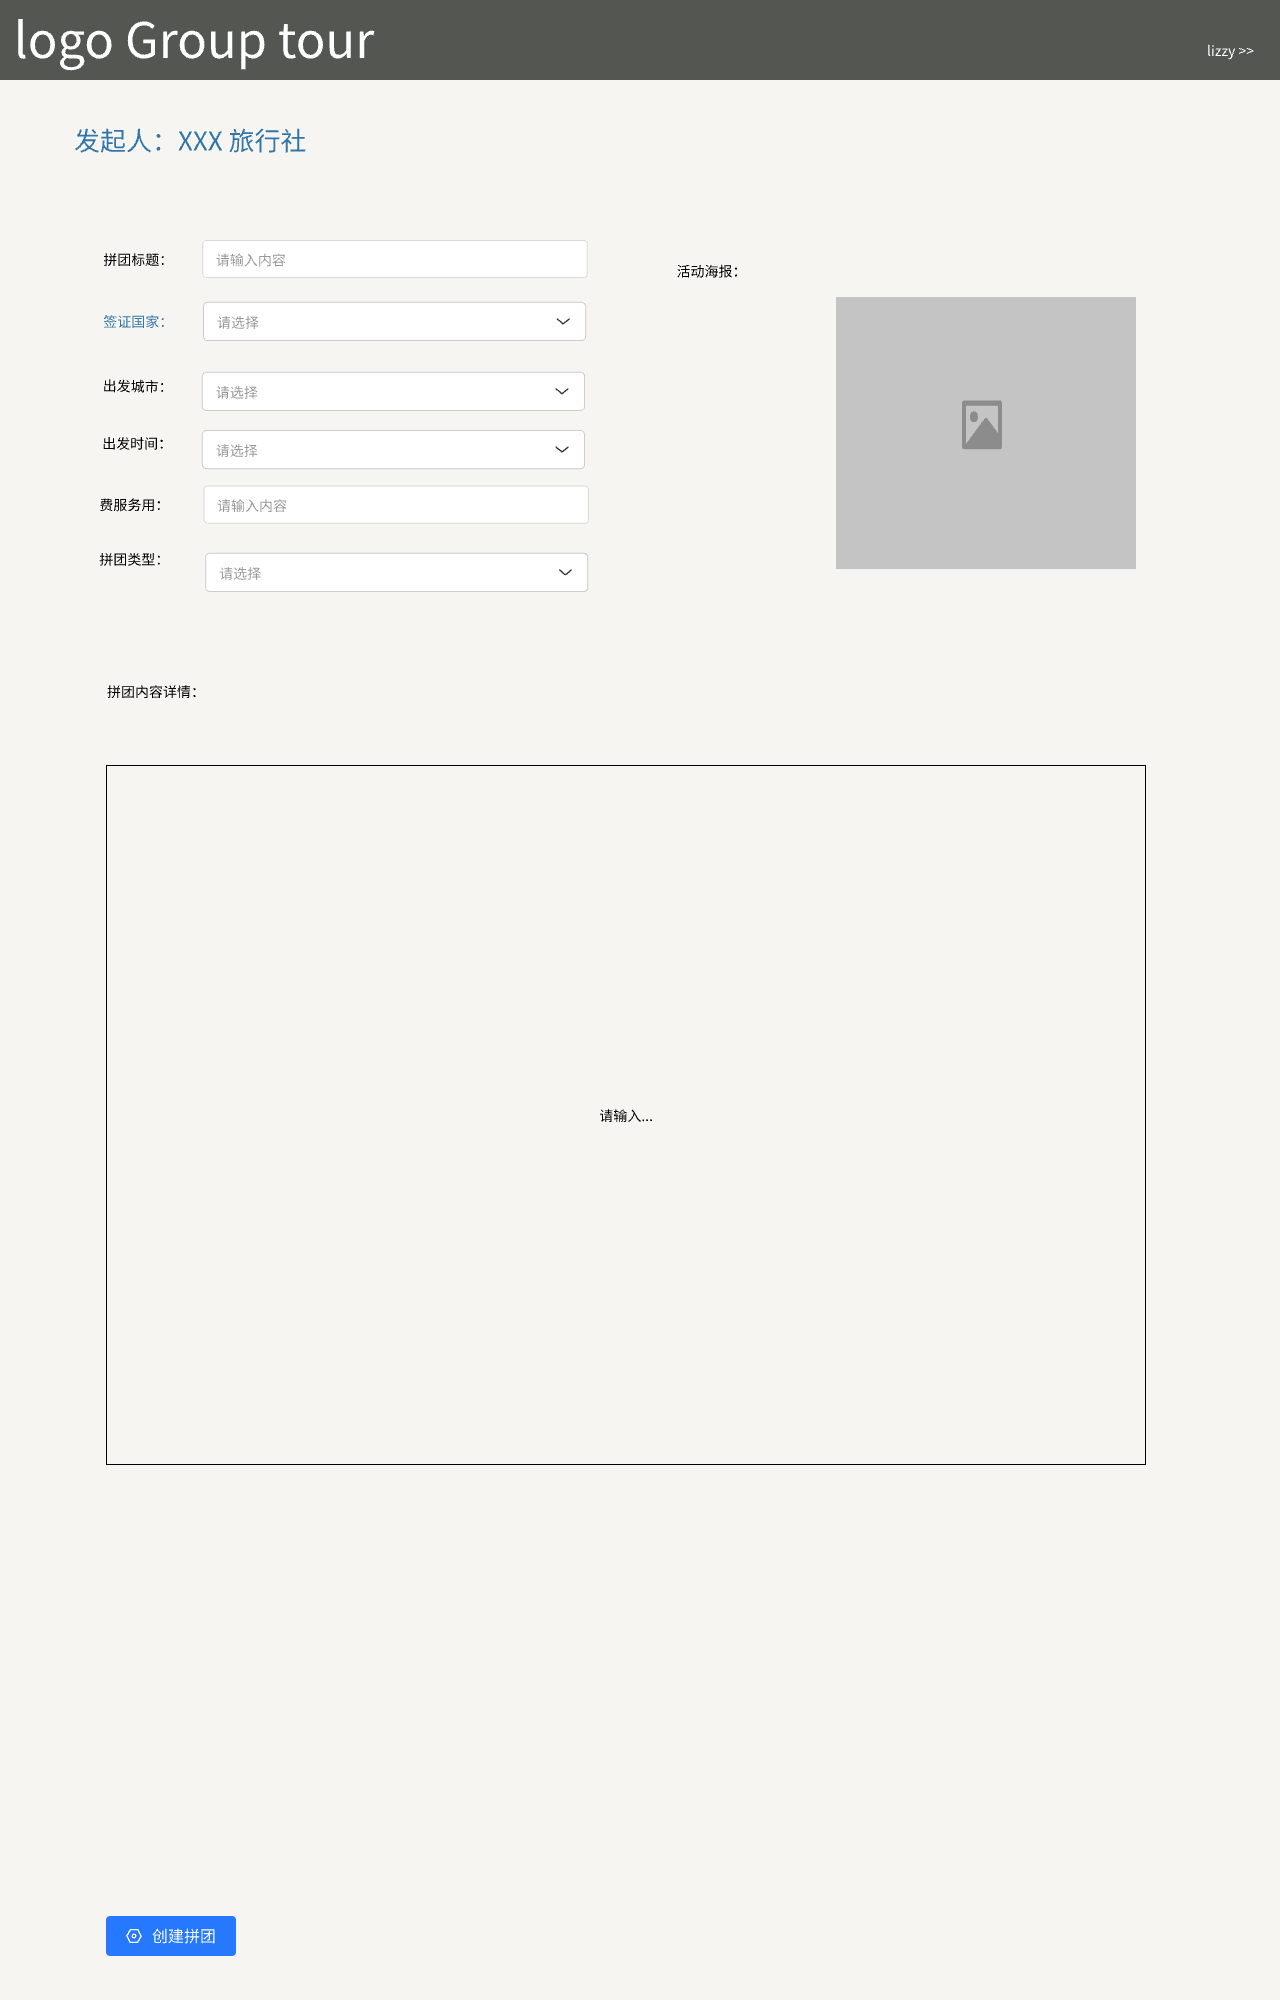 logo Group tour
lizzy >>
发起人：XXX 旅行社
拼团标题：
请输入内容
活动海报：
签证国家：
请选择
出发城市：
请选择
出发时间：
请选择
费服务用：
请输入内容
拼团类型：
请选择
拼团内容详情：
请输入...
创建拼团